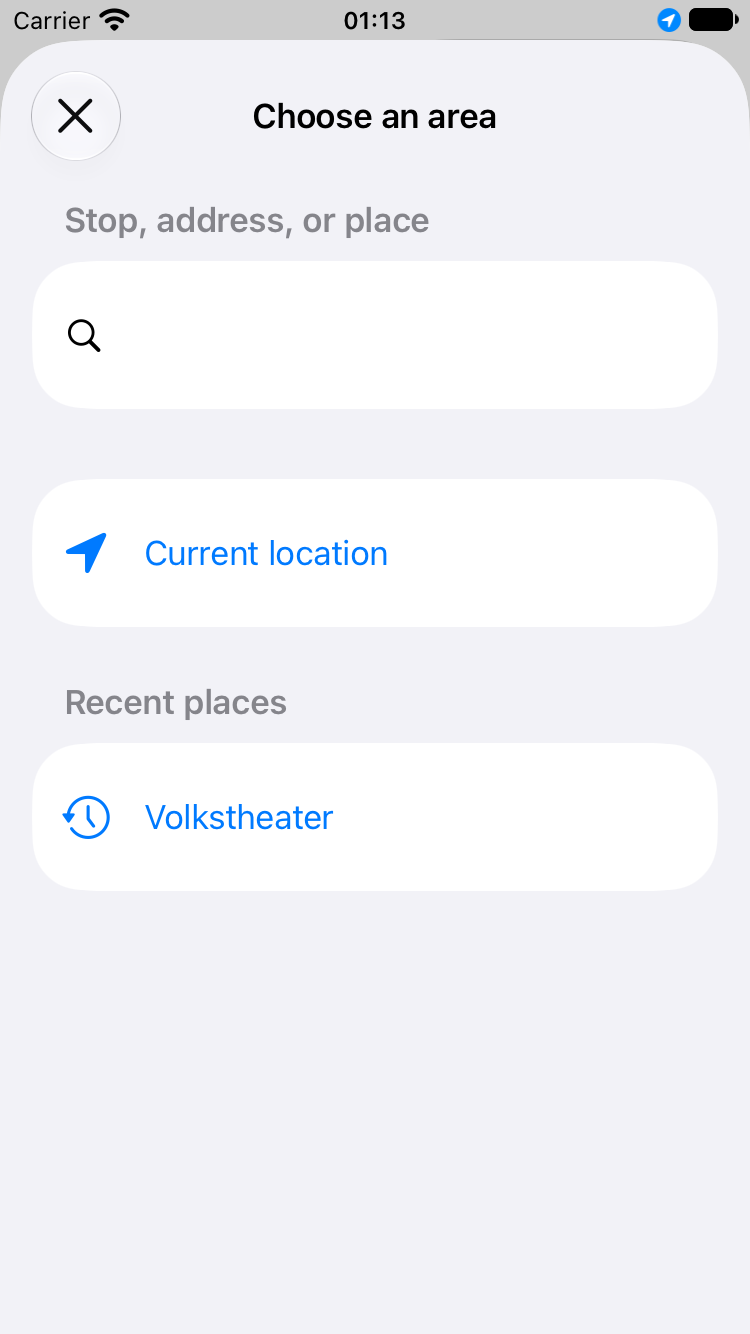 Carrier 01:13
Choose an area
Stop, address, or place
Current location
Recent places
Volkstheater